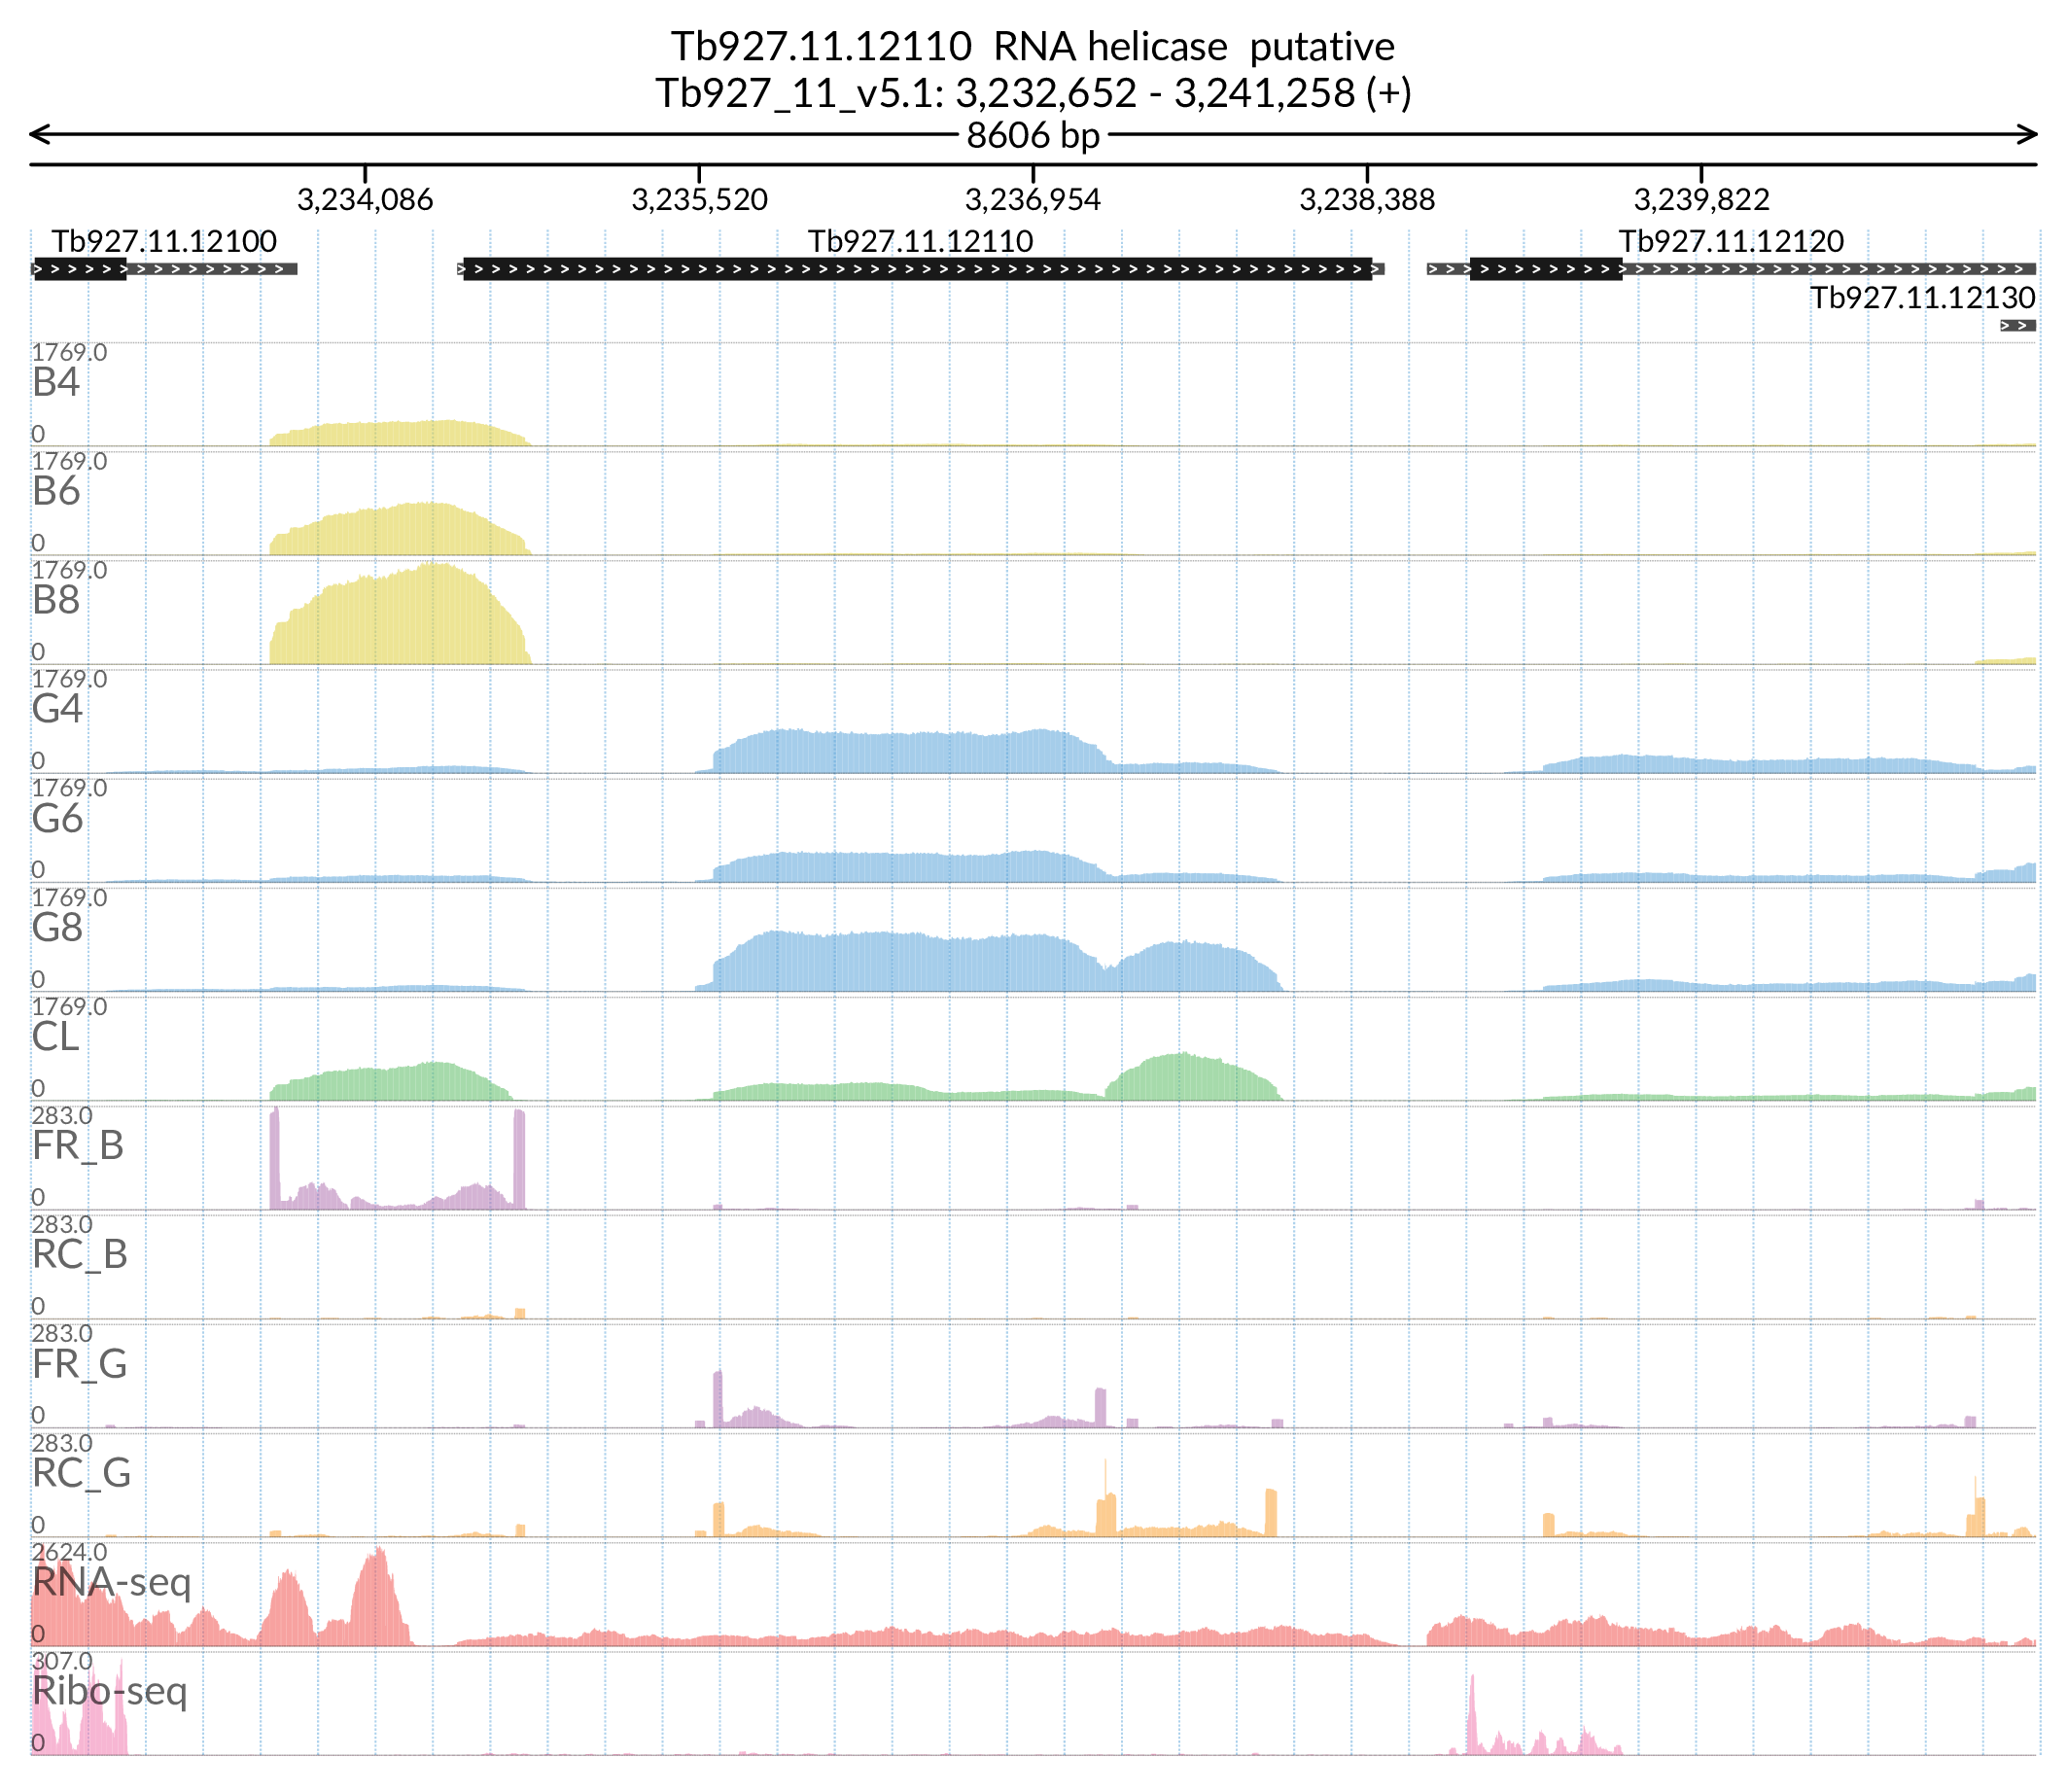 Tb927.11.12110 RNA helicase putative
Tb927_11_v5.1: 3,232,652 - 3,241,258 (+)
8606 bp
3,234,086 3,235,520 3,236,954 3,238,388 3,239,822
Tb927.11.12100 Tb927.11.12110 Tb927.11.12120
Tb927.11.12130
1769.0
B4
0
1769.0
B6
0
1769.0
B8
0
1769.0
G4
0
1769.0
G6
0
1769.0
G8
0
1769.0
CL
0
283.0
FR_B
0
283.0
RC_B
0
283.0
FR_G
0
283.0
RC_G
0
2624.0
RNA-seq
0
307.0
Ribo-seq
0